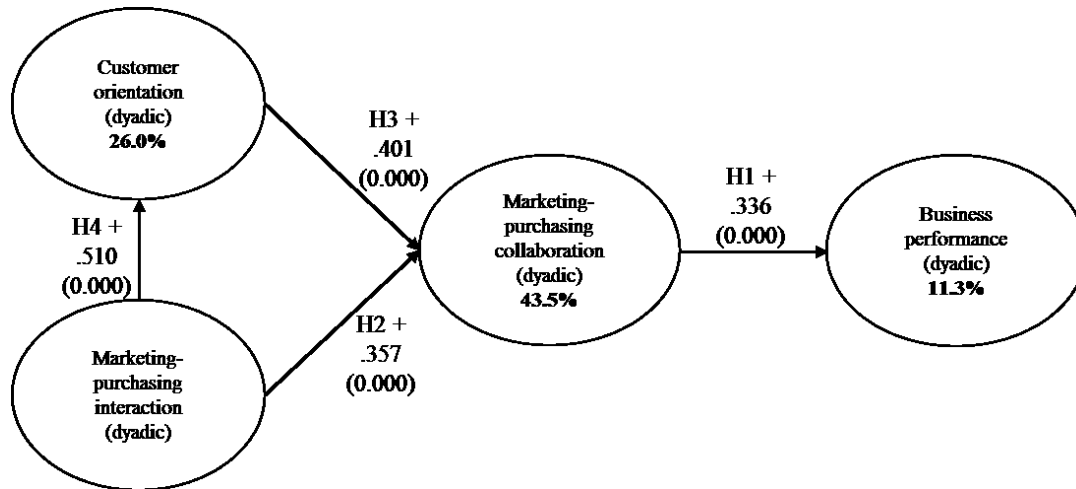 Customer
orientation
(dyadic)
26.0%
H3 +
.401
(0.000)
H4 +
.510
(0.000)
Marketing-
purchasing
interaction
(dyadic)
H2 +
.357
(0.000)
Marketing-
purchasing
collaboration
(dyadic)
43.5%
H1 +
.336
(0.000)
Business
performance
(dyadic)
11.3%